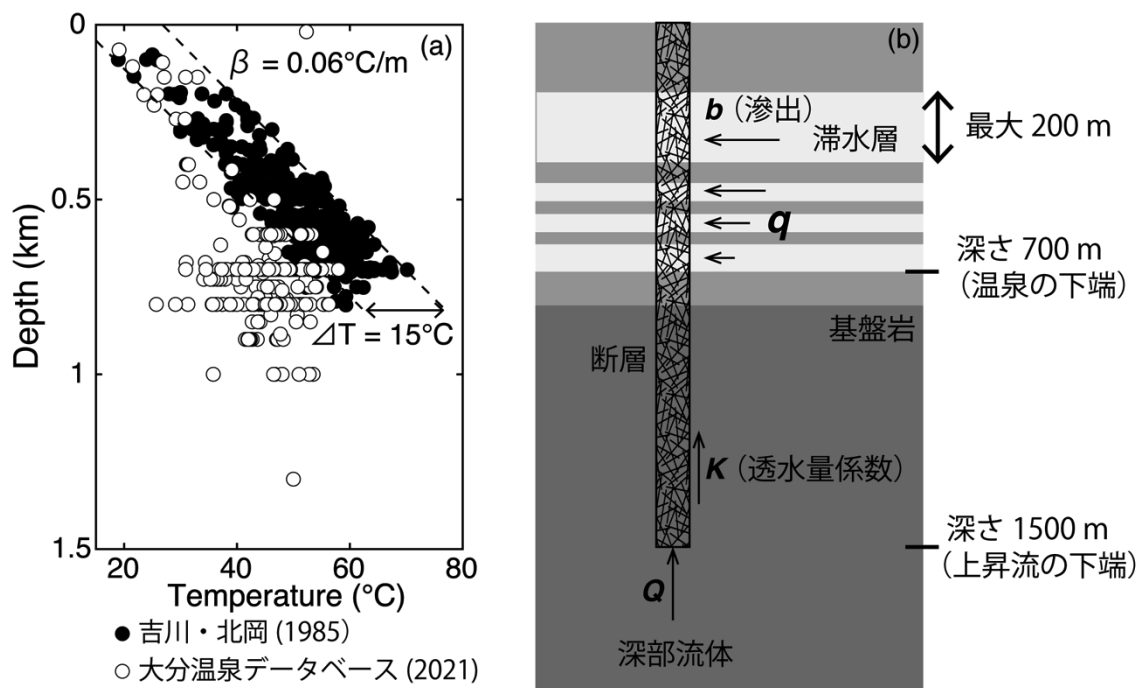 (a)
β = 0.06°C/m
⊿T = 15°C
0
0.5
1
1.5
Depth (km)
20
40
60
80
Temperature (°C)
● 吉川・北岡 (1985)
○ 大分温泉データベース (2021)
(b)
b（滲出）
滞水層
最大 200 m
q
深さ 700 m
（温泉の下端）
基盤岩
断層
K（透水量係数）
深さ 1500 m
（上昇流の下端）
Q
深部流体